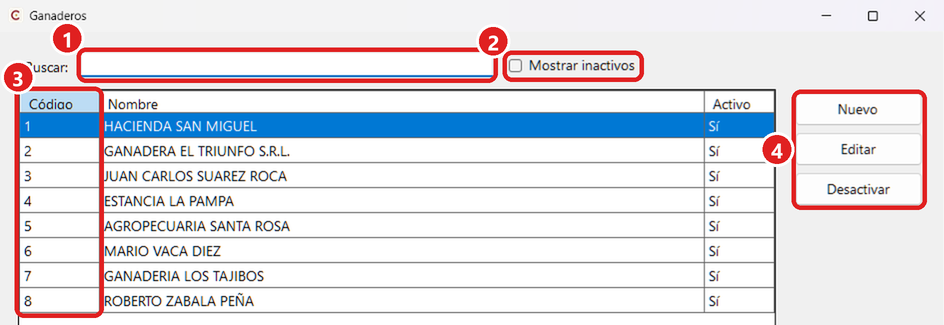 Ganaderos
1
2
Buscar:
Mostrar inactivos
3
Código Nombre Activo
1 HACIENDA SAN MIGUEL Sí
2 GANADERA EL TRIUNFO S.R.L. Sí
3 JUAN CARLOS SUAREZ ROCA Sí
4 ESTANCIA LA PAMPA Sí
5 AGROPECUARIA SANTA ROSA Sí
6 MARIO VACA DIEZ Sí
7 GANADERIA LOS TAJIBOS Sí
8 ROBERTO ZABALA PEÑA Sí
4
Nuevo
Editar
Desactivar